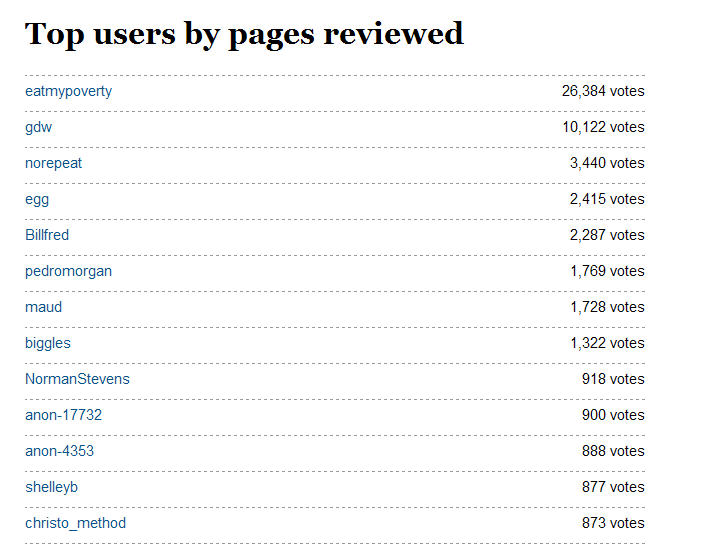 Top users by pages reviewed
eatmypoverty 26,384 votes
gdw 10,122 votes
norepeat 3,440 votes
egg 2,415 votes
Billfred 2,287 votes
pedromorgan 1,769 votes
maud 1,728 votes
biggles 1,322 votes
NormanStevens 918 votes
anon-17732 900 votes
anon-4353 888 votes
shelleyb 877 votes
christo_method 873 votes